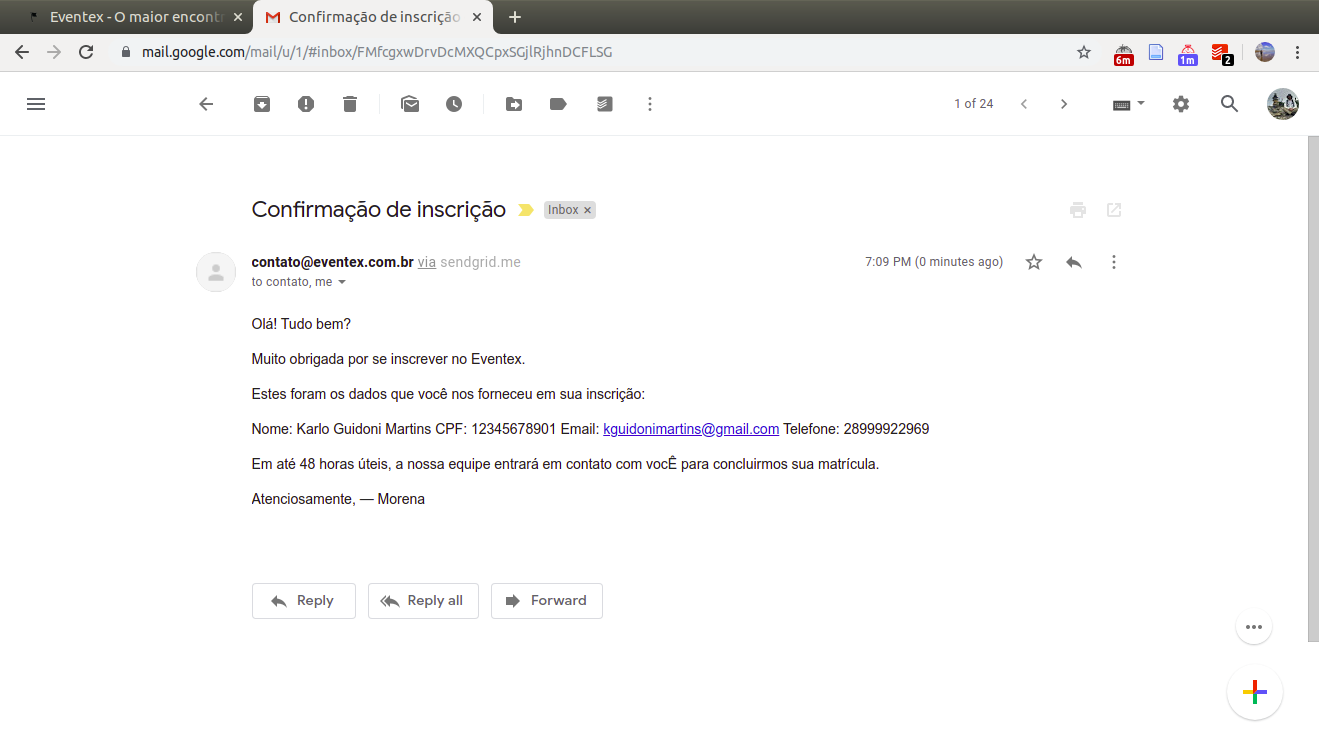 Eventex - O maior encont
Confirmação de inscrição
mail.google.com/mail/u/1/#inbox/FMfcgxwDrvDcMXQCpxSGjlRjhnDCFLSG
6m
1m
2
1 of 24
Confirmação de inscrição
Inbox
contato@eventex.com.br via sendgrid.me
7:09 PM (0 minutes ago)
to contato, me
Olá! Tudo bem?
Muito obrigada por se inscrever no Eventex.
Estes foram os dados que você nos forneceu em sua inscrição:
Nome: Karlo Guidoni Martins CPF: 12345678901 Email: kguidonimartins@gmail.com Telefone: 28999922969
Em até 48 horas úteis, a nossa equipe entrará em contato com vocÊ para concluirmos sua matrícula.
Atenciosamente, — Morena
Reply
Reply all
Forward